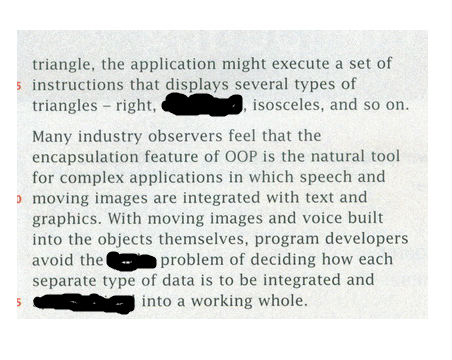 triangle, the application might execute a set of
5 instructions that displays several types of
triangles – right, , isosceles, and so on.
Many industry observers feel that the
encapsulation feature of OOP is the natural tool
for complex applications in which speech and
0 moving images are integrated with text and
graphics. With moving images and voice built
into the objects themselves, program developers
avoid the problem of deciding how each
separate type of data is to be integrated and
5 into a working whole.